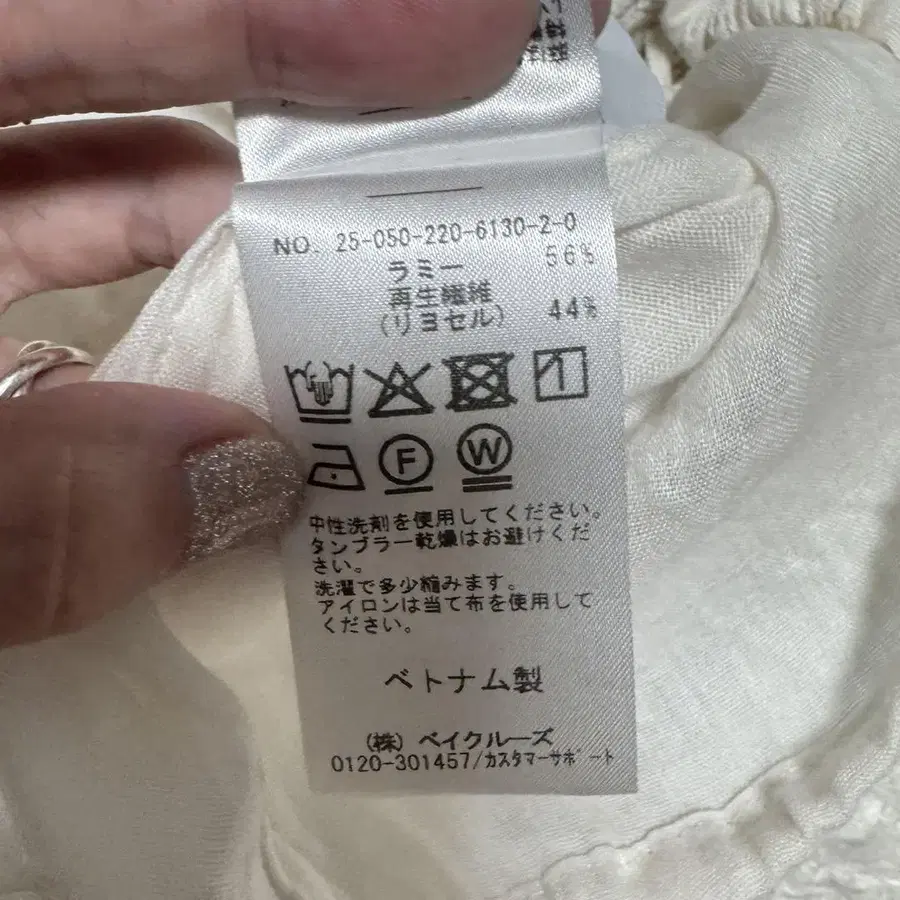 NO. 25-050-220-6130-2-0
ラミー 56%
再生繊維
(リヨセル) 44%
F W
中性洗剤を使用してください。
タンブラー乾燥はお避けくだ
さい。
洗濯で多少縮みます。
アイロンは当て布を使用して
ください。
ベトナム製
(株) ベイクルーズ
0120-301457/カスタマーサポート